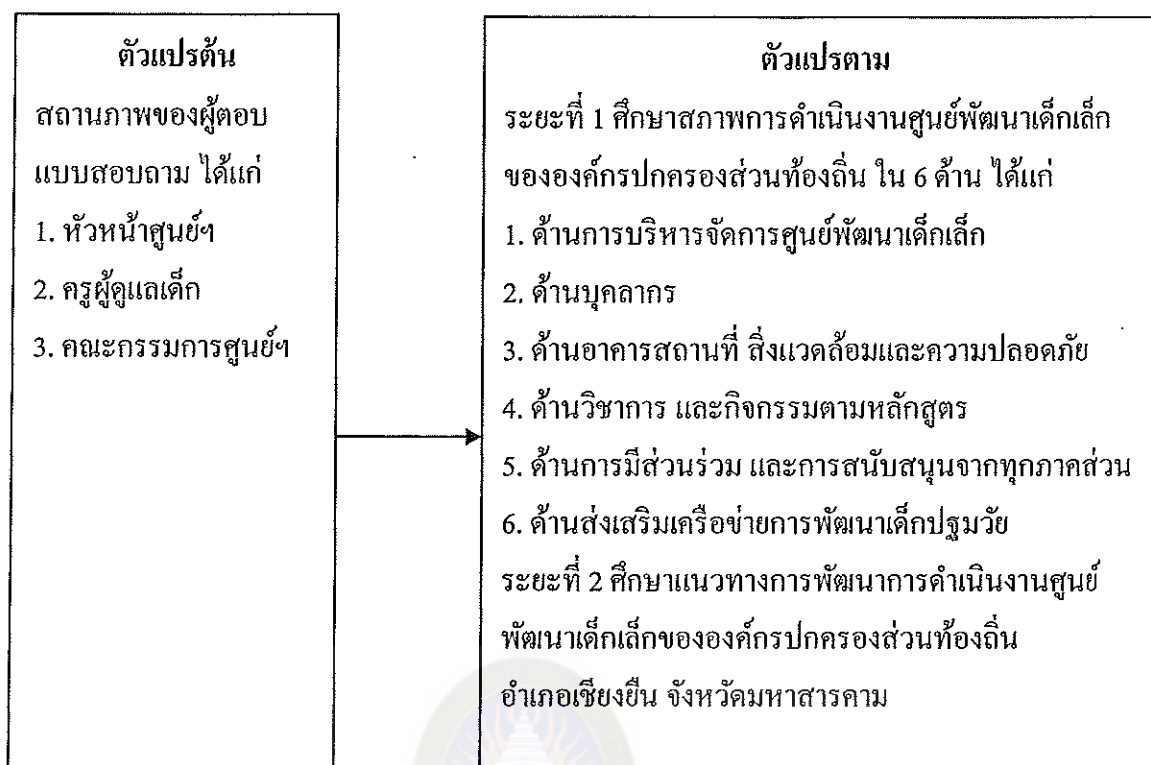 ตัวแปรต้น
สถานภาพของผู้ตอบ
แบบสอบถาม ได้แก่
1. หัวหน้าศูนย์ฯ
2. ครูผู้ดูแลเด็ก
3. คณะกรรมการศูนย์ฯ
ตัวแปรตาม
ระยะที่ 1 ศึกษาสภาพการดำเนินงานศูนย์พัฒนาเด็กเล็ก
ขององค์กรปกครองส่วนท้องถิ่น ใน 6 ด้าน ได้แก่
1. ด้านการบริหารจัดการศูนย์พัฒนาเด็กเล็ก
2. ด้านบุคลากร
3. ด้านอาคารสถานที่ สิ่งแวดล้อมและความปลอดภัย
4. ด้านวิชาการ และกิจกรรมตามหลักสูตร
5. ด้านการมีส่วนร่วม และการสนับสนุนจากทุกภาคส่วน
6. ด้านส่งเสริมเครือข่ายการพัฒนาเด็กปฐมวัย
ระยะที่ 2 ศึกษาแนวทางการพัฒนาการดำเนินงานศูนย์
พัฒนาเด็กเล็กขององค์กรปกครองส่วนท้องถิ่น
อำเภอเชียงยืน จังหวัดมหาสารคาม